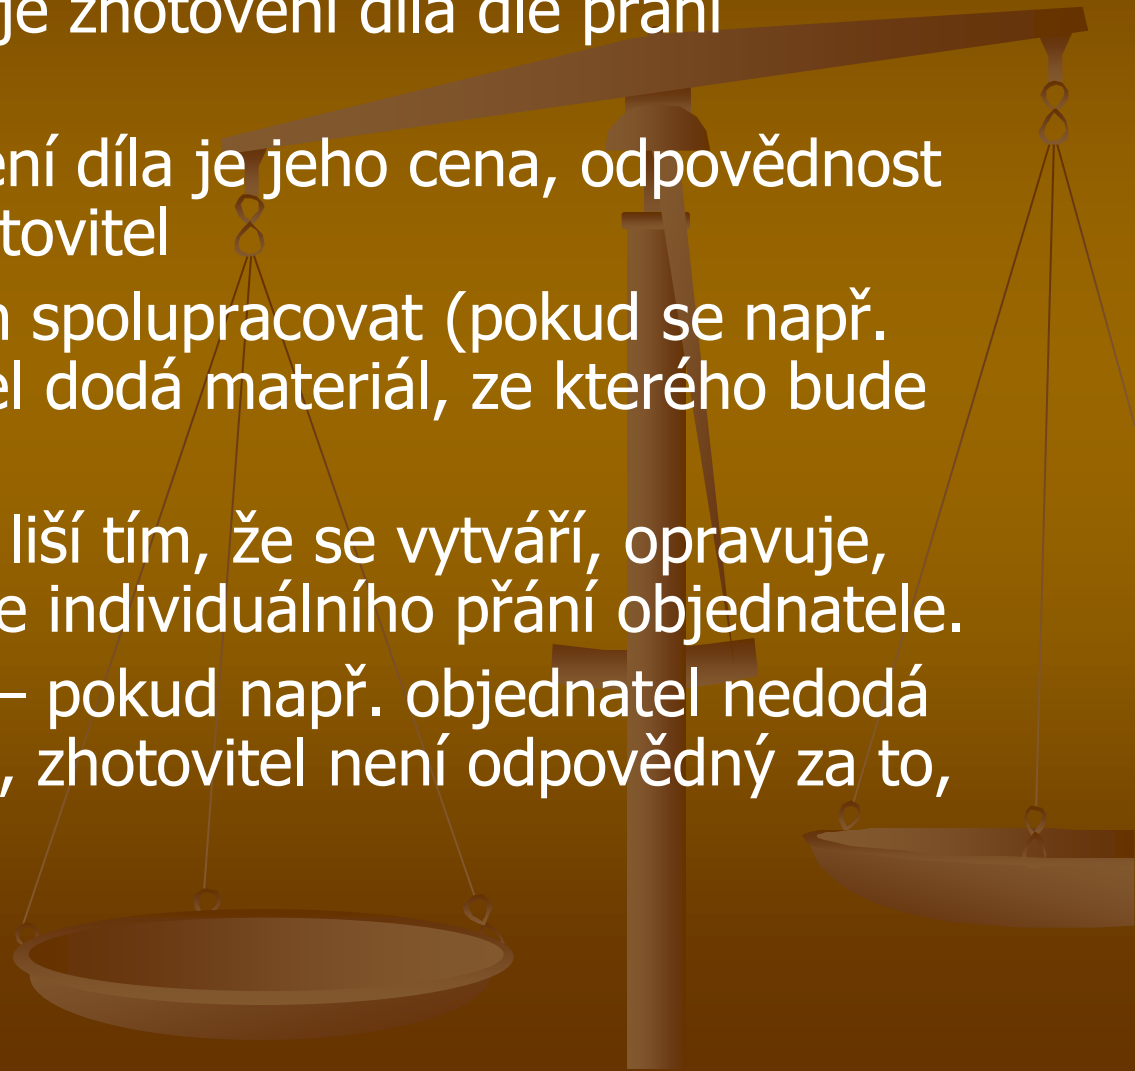 je zhotovení díla dle přání
ení díla je jeho cena, odpovědnost
tovitel
spolupracovat (pokud se např.
el dodá materiál, ze kterého bude
liší tím, že se vytváří, opravuje,
e individuálního přání objednatele.
– pokud např. objednatel nedodá
, zhotovitel není odpovědný za to,